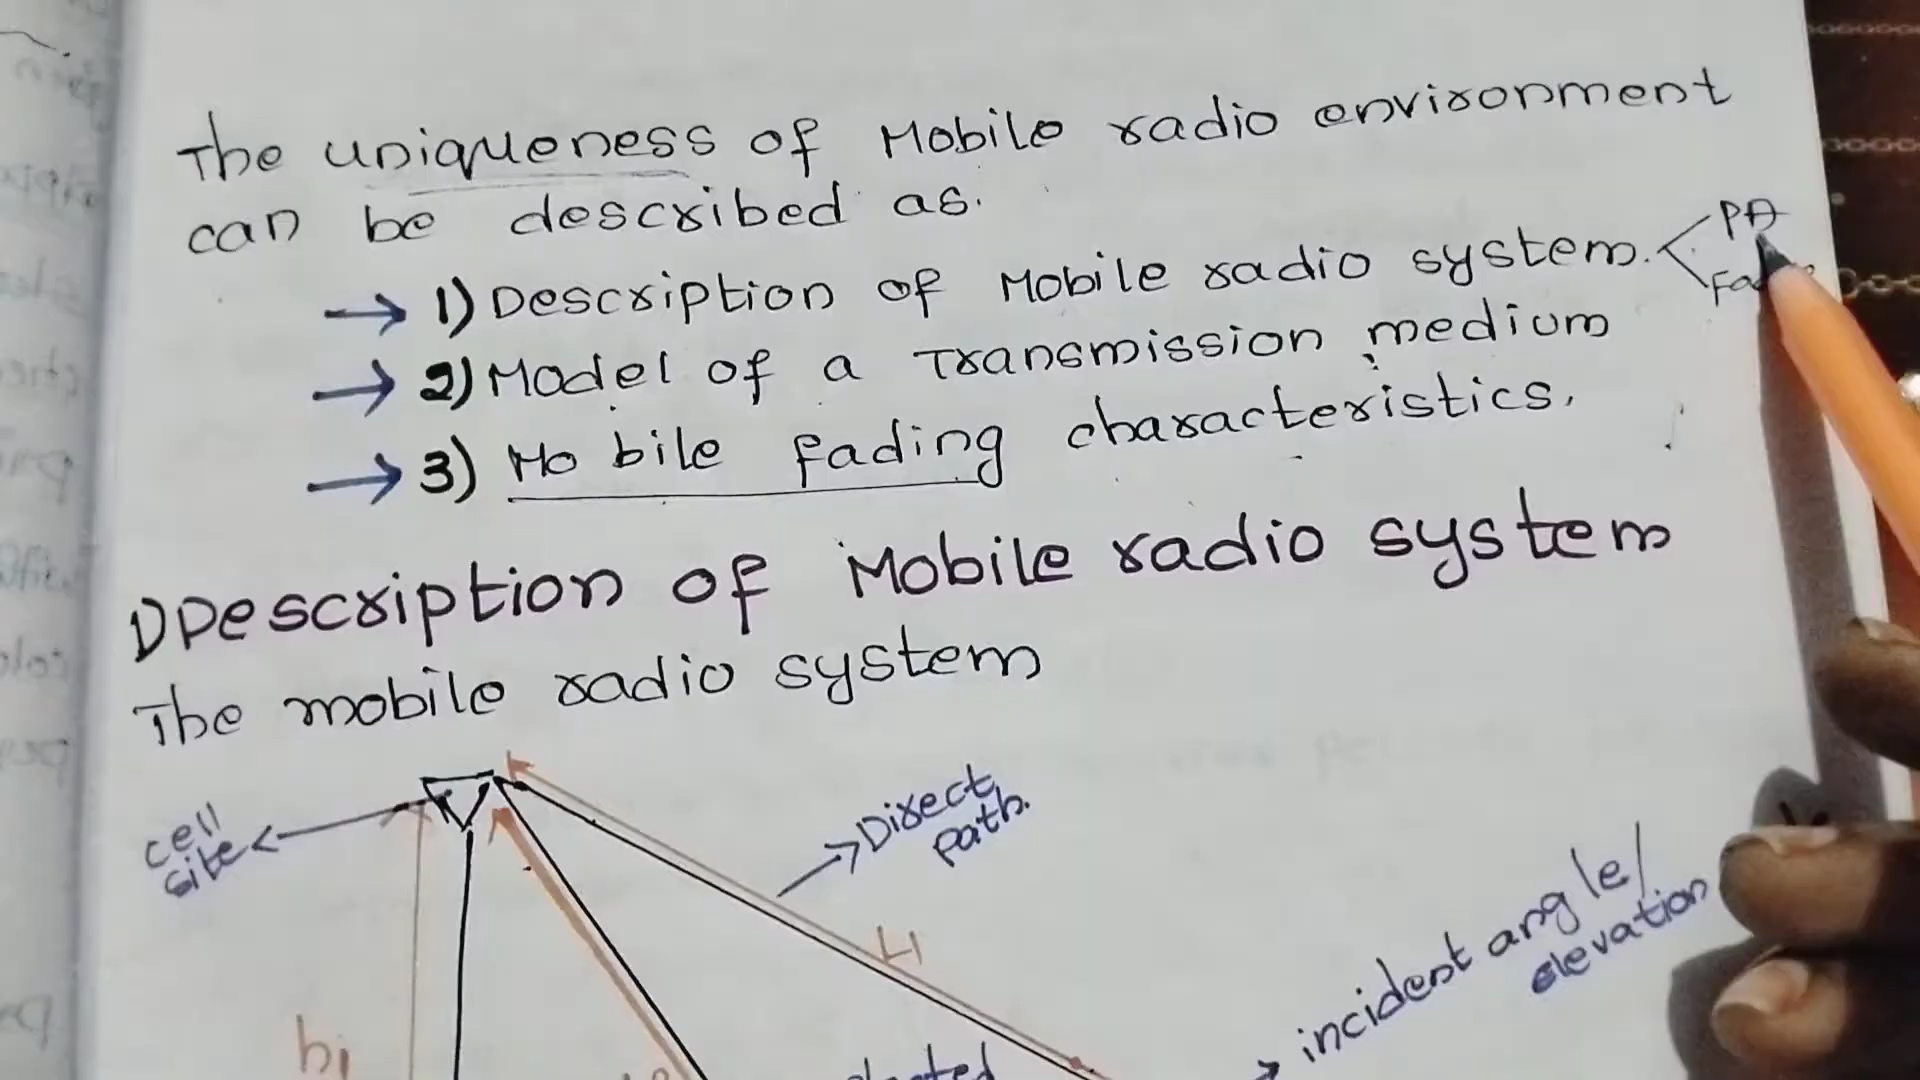 The uniqueness of Mobile radio environment
can be described as.
→ 1) Description of Mobile radio system. PA
→ 2) Model of a Transmission medium
→ 3) Mobile fading characteristics.
1) Description of Mobile radio system
The mobile radio system
cell
site
Direct
path.
L1
incident angle/
elevation
h1